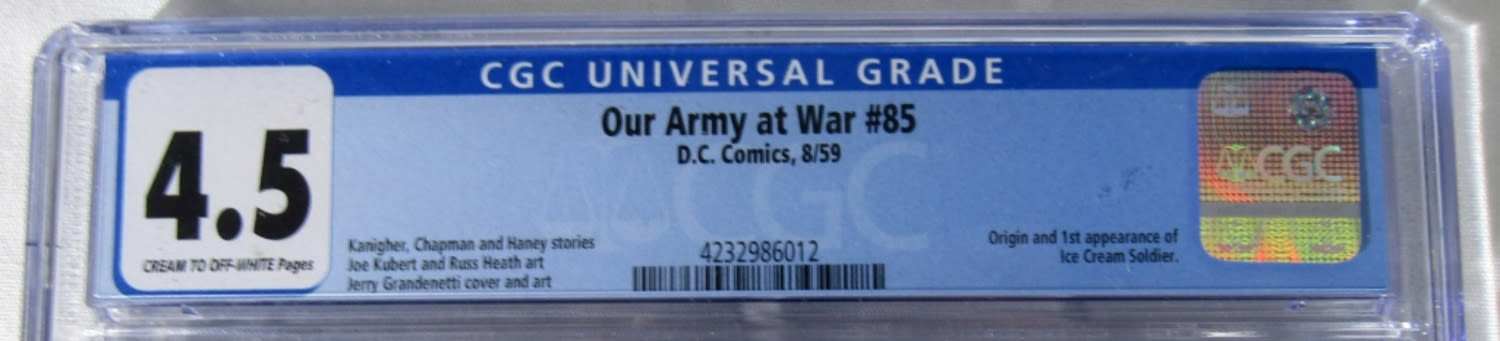 CGC UNIVERSAL GRADE
4.5
CREAM TO OFF-WHITE Pages
Our Army at War #85
D.C. Comics, 8/59
Kanigher, Chapman and Haney stories
Joe Kubert and Russ Heath art
Jerry Grandenetti cover and art
4232986012
Origin and 1st appearance of
Ice Cream Soldier.
CGC
CGC